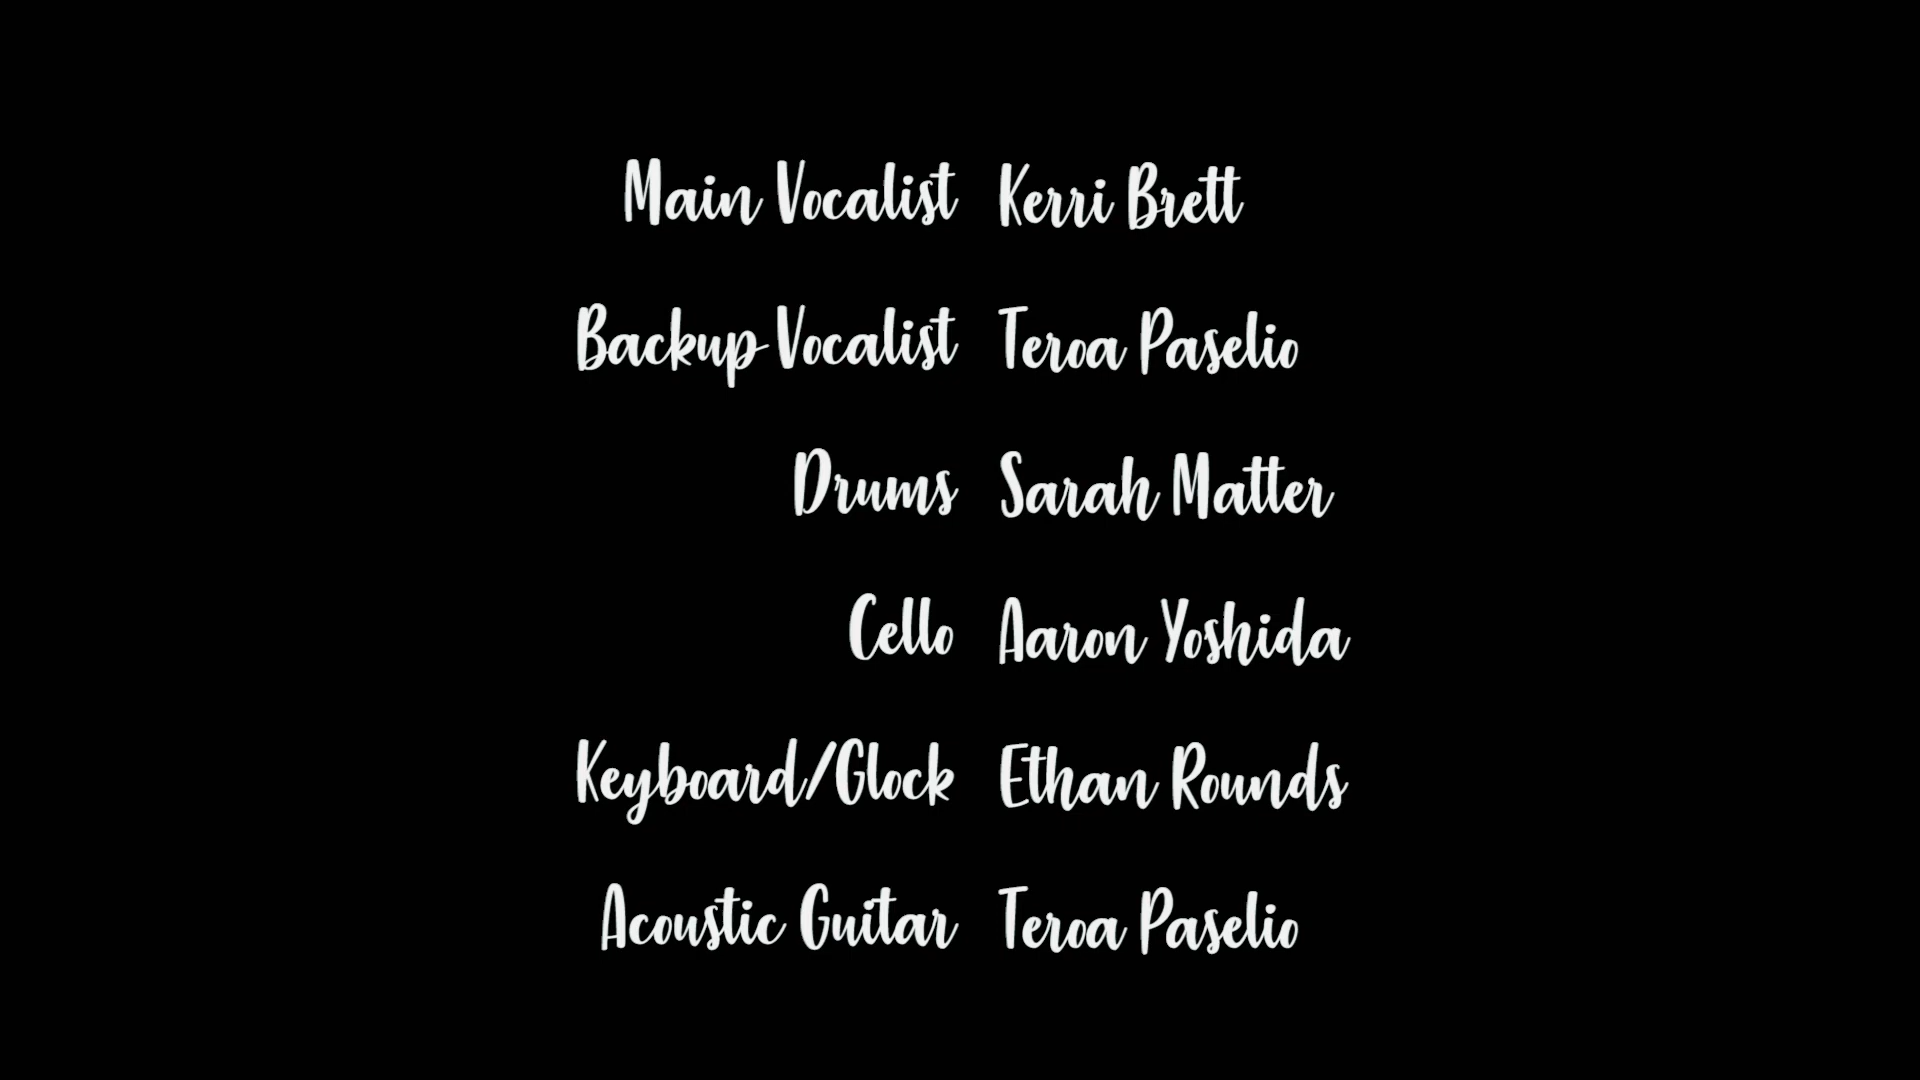 Main Vocalist Kerri Brett
Backup Vocalist Teroa Paselio
Drums Sarah Matter
Cello Aaron Yoshida
Keyboard/Glock Ethan Rounds
Acoustic Guitar Teroa Paselio